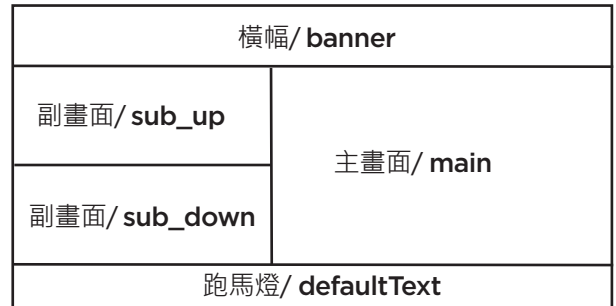 橫幅/ banner
副畫面/ sub_up
主畫面/ main
副畫面/ sub_down
跑馬燈/ defaultText